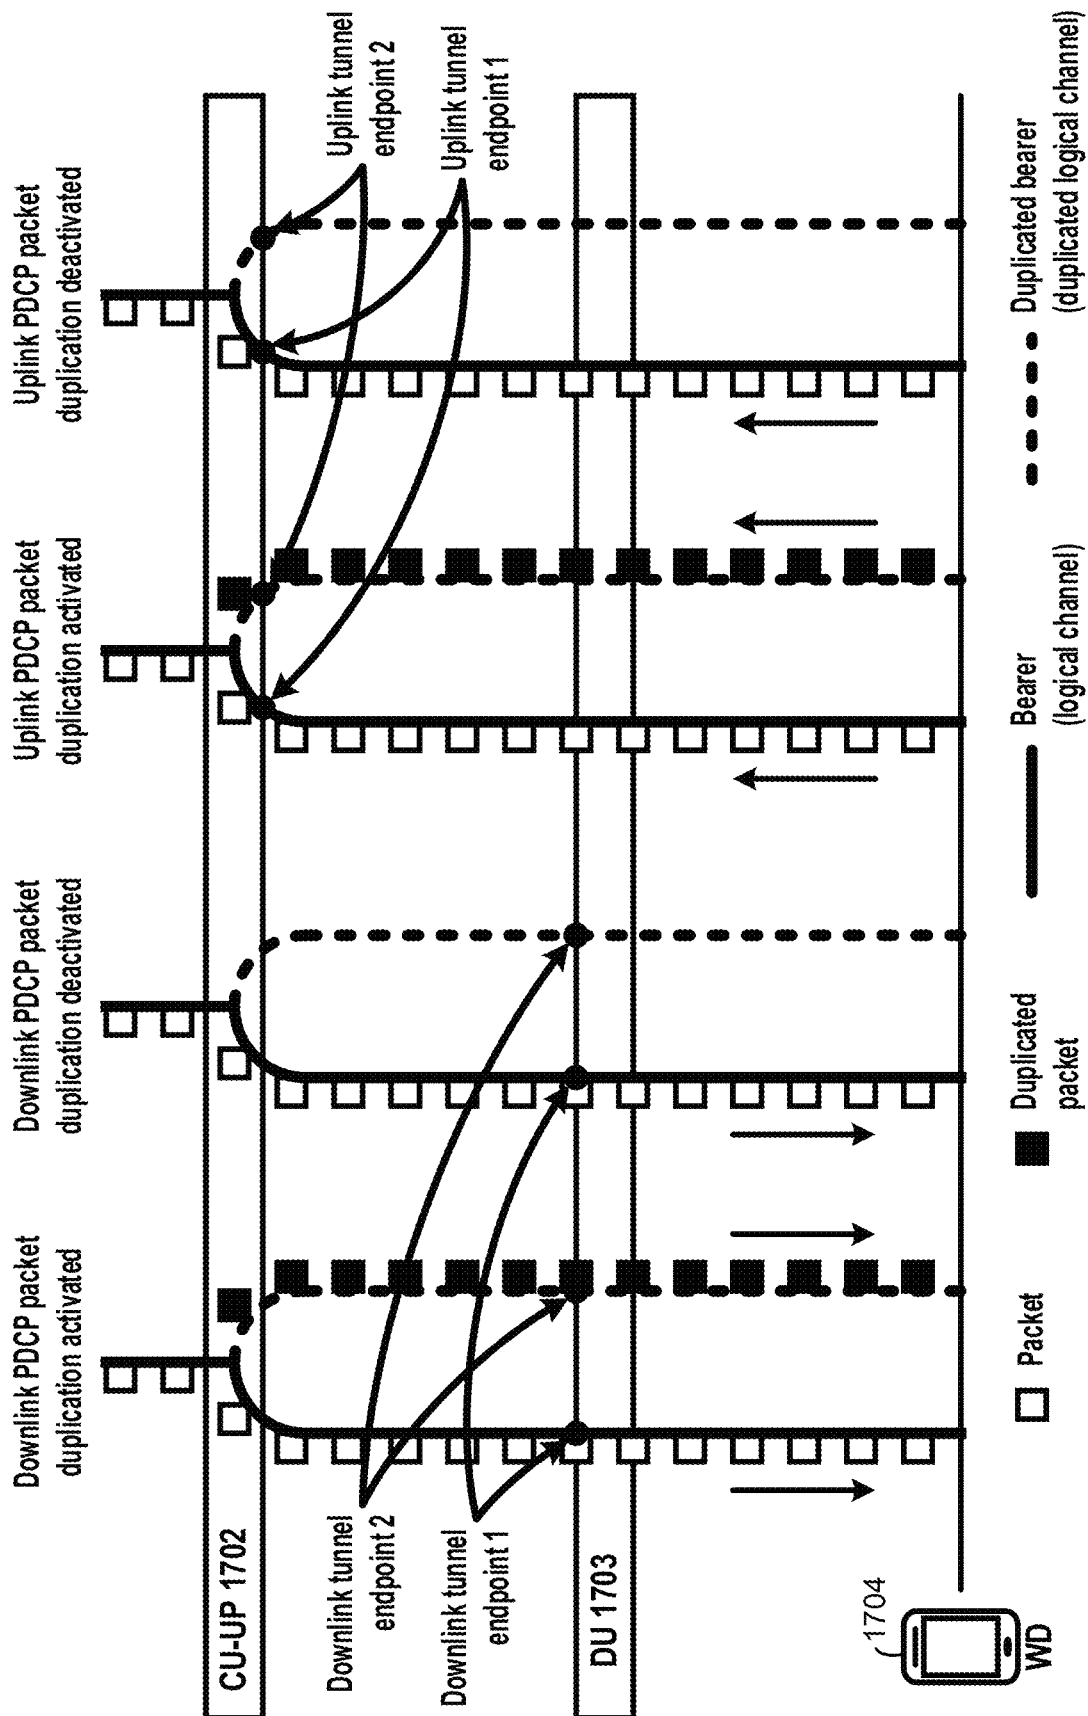 Downlink PDCP packet
duplication activated
Downlink PDCP packet
duplication deactivated
Uplink PDCP packet
duplication activated
Uplink PDCP packet
duplication deactivated
CU-UP 1702
Downlink tunnel
endpoint 2
Downlink tunnel
endpoint 1
Uplink tunnel
endpoint 2
Uplink tunnel
endpoint 1
DU 1703
1704
WD
Packet
Duplicated
packet
Bearer
(logical channel)
Duplicated bearer
(duplicated logical channel)